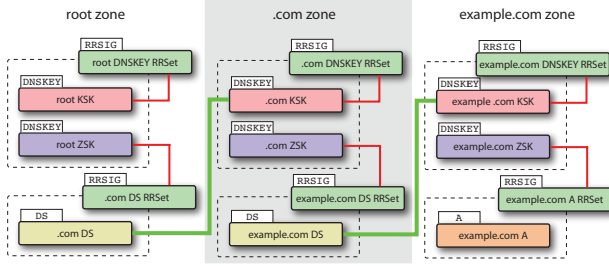 root zone
RRSIG
root DNSKEY RRSet
DNSKEY
root KSK
DNSKEY
root ZSK
RRSIG
.com DS RRSet
DS
.com DS
.com zone
RRSIG
.com DNSKEY RRSet
DNSKEY
.com KSK
DNSKEY
.com ZSK
RRSIG
example.com DS RRSet
DS
example.com DS
example.com zone
RRSIG
example.com DNSKEY RRSet
DNSKEY
example .com KSK
DNSKEY
example.com ZSK
RRSIG
example.com A RRSet
A
example.com A